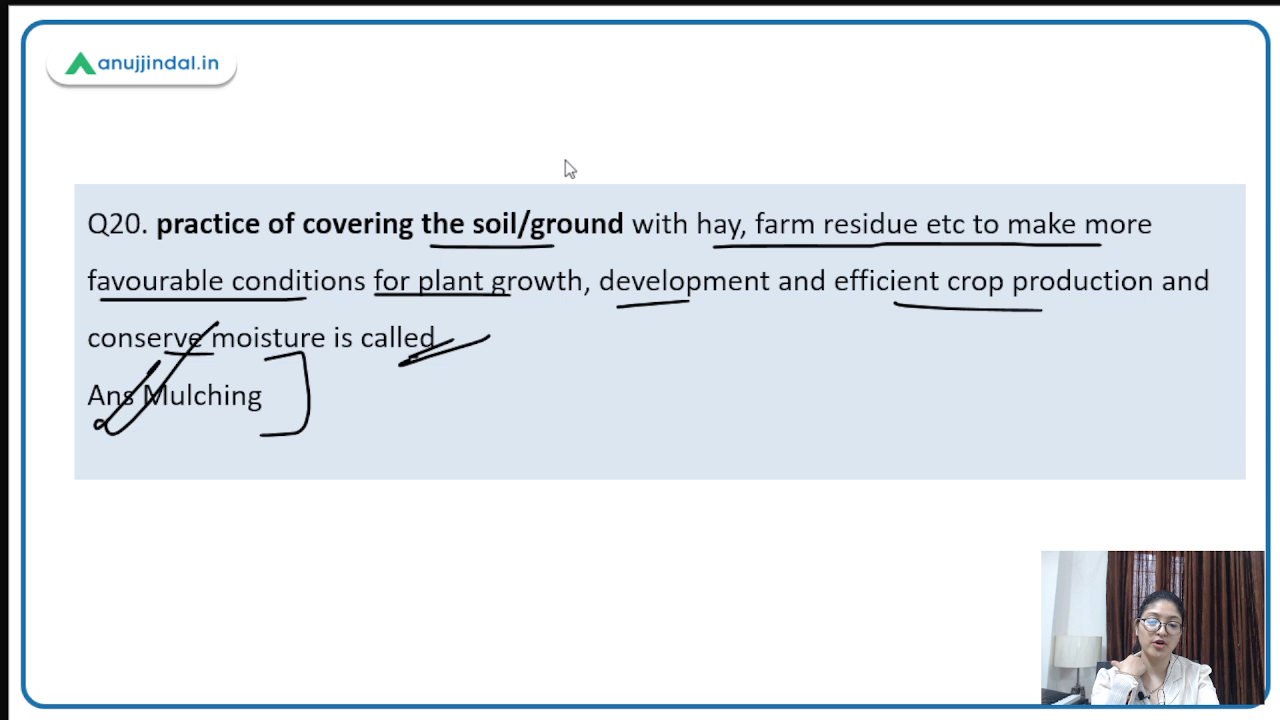 anujjindal.in
Q20. practice of covering the soil/ground with hay, farm residue etc to make more
favourable conditions for plant growth, development and efficient crop production and
conserve moisture is called
Ans Mulching